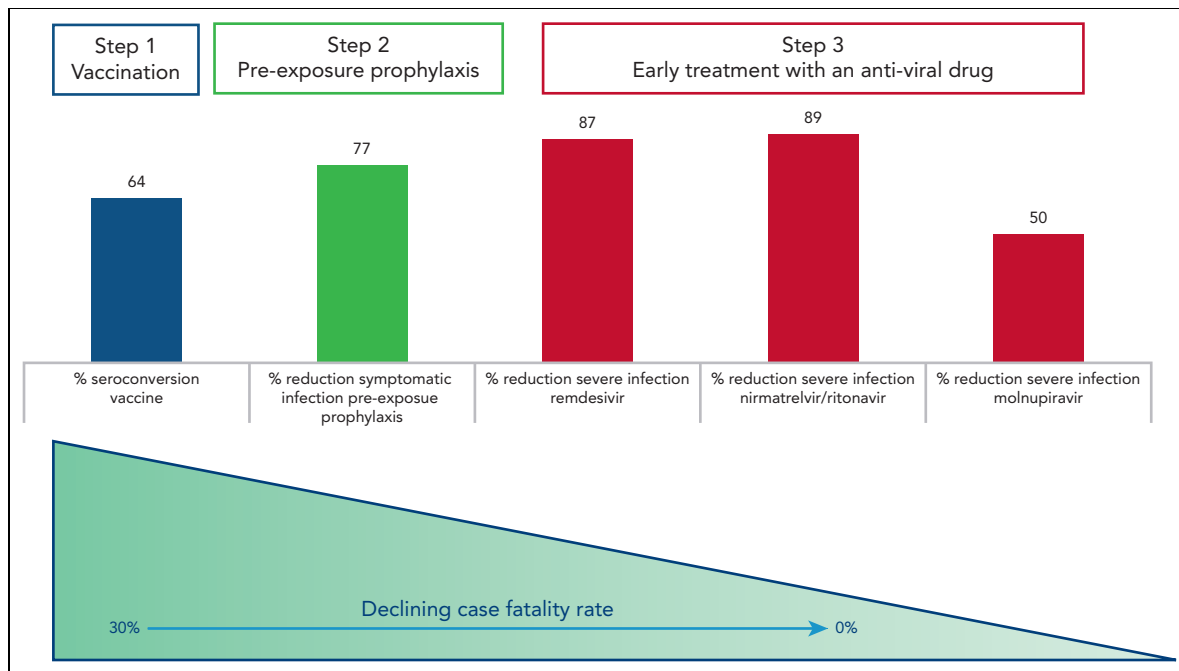 Step 1
Vaccination
Step 2
Pre-exposure prophylaxis
Step 3
Early treatment with an anti-viral drug
64
77
87
89
50
% seroconversion
vaccine
% reduction symptomatic
infection pre-exposue
prophylaxis
% reduction severe infection
remdesivir
% reduction severe infection
nirmatrelvir/ritonavir
% reduction severe infection
molnupiravir
Declining case fatality rate
30%
0%